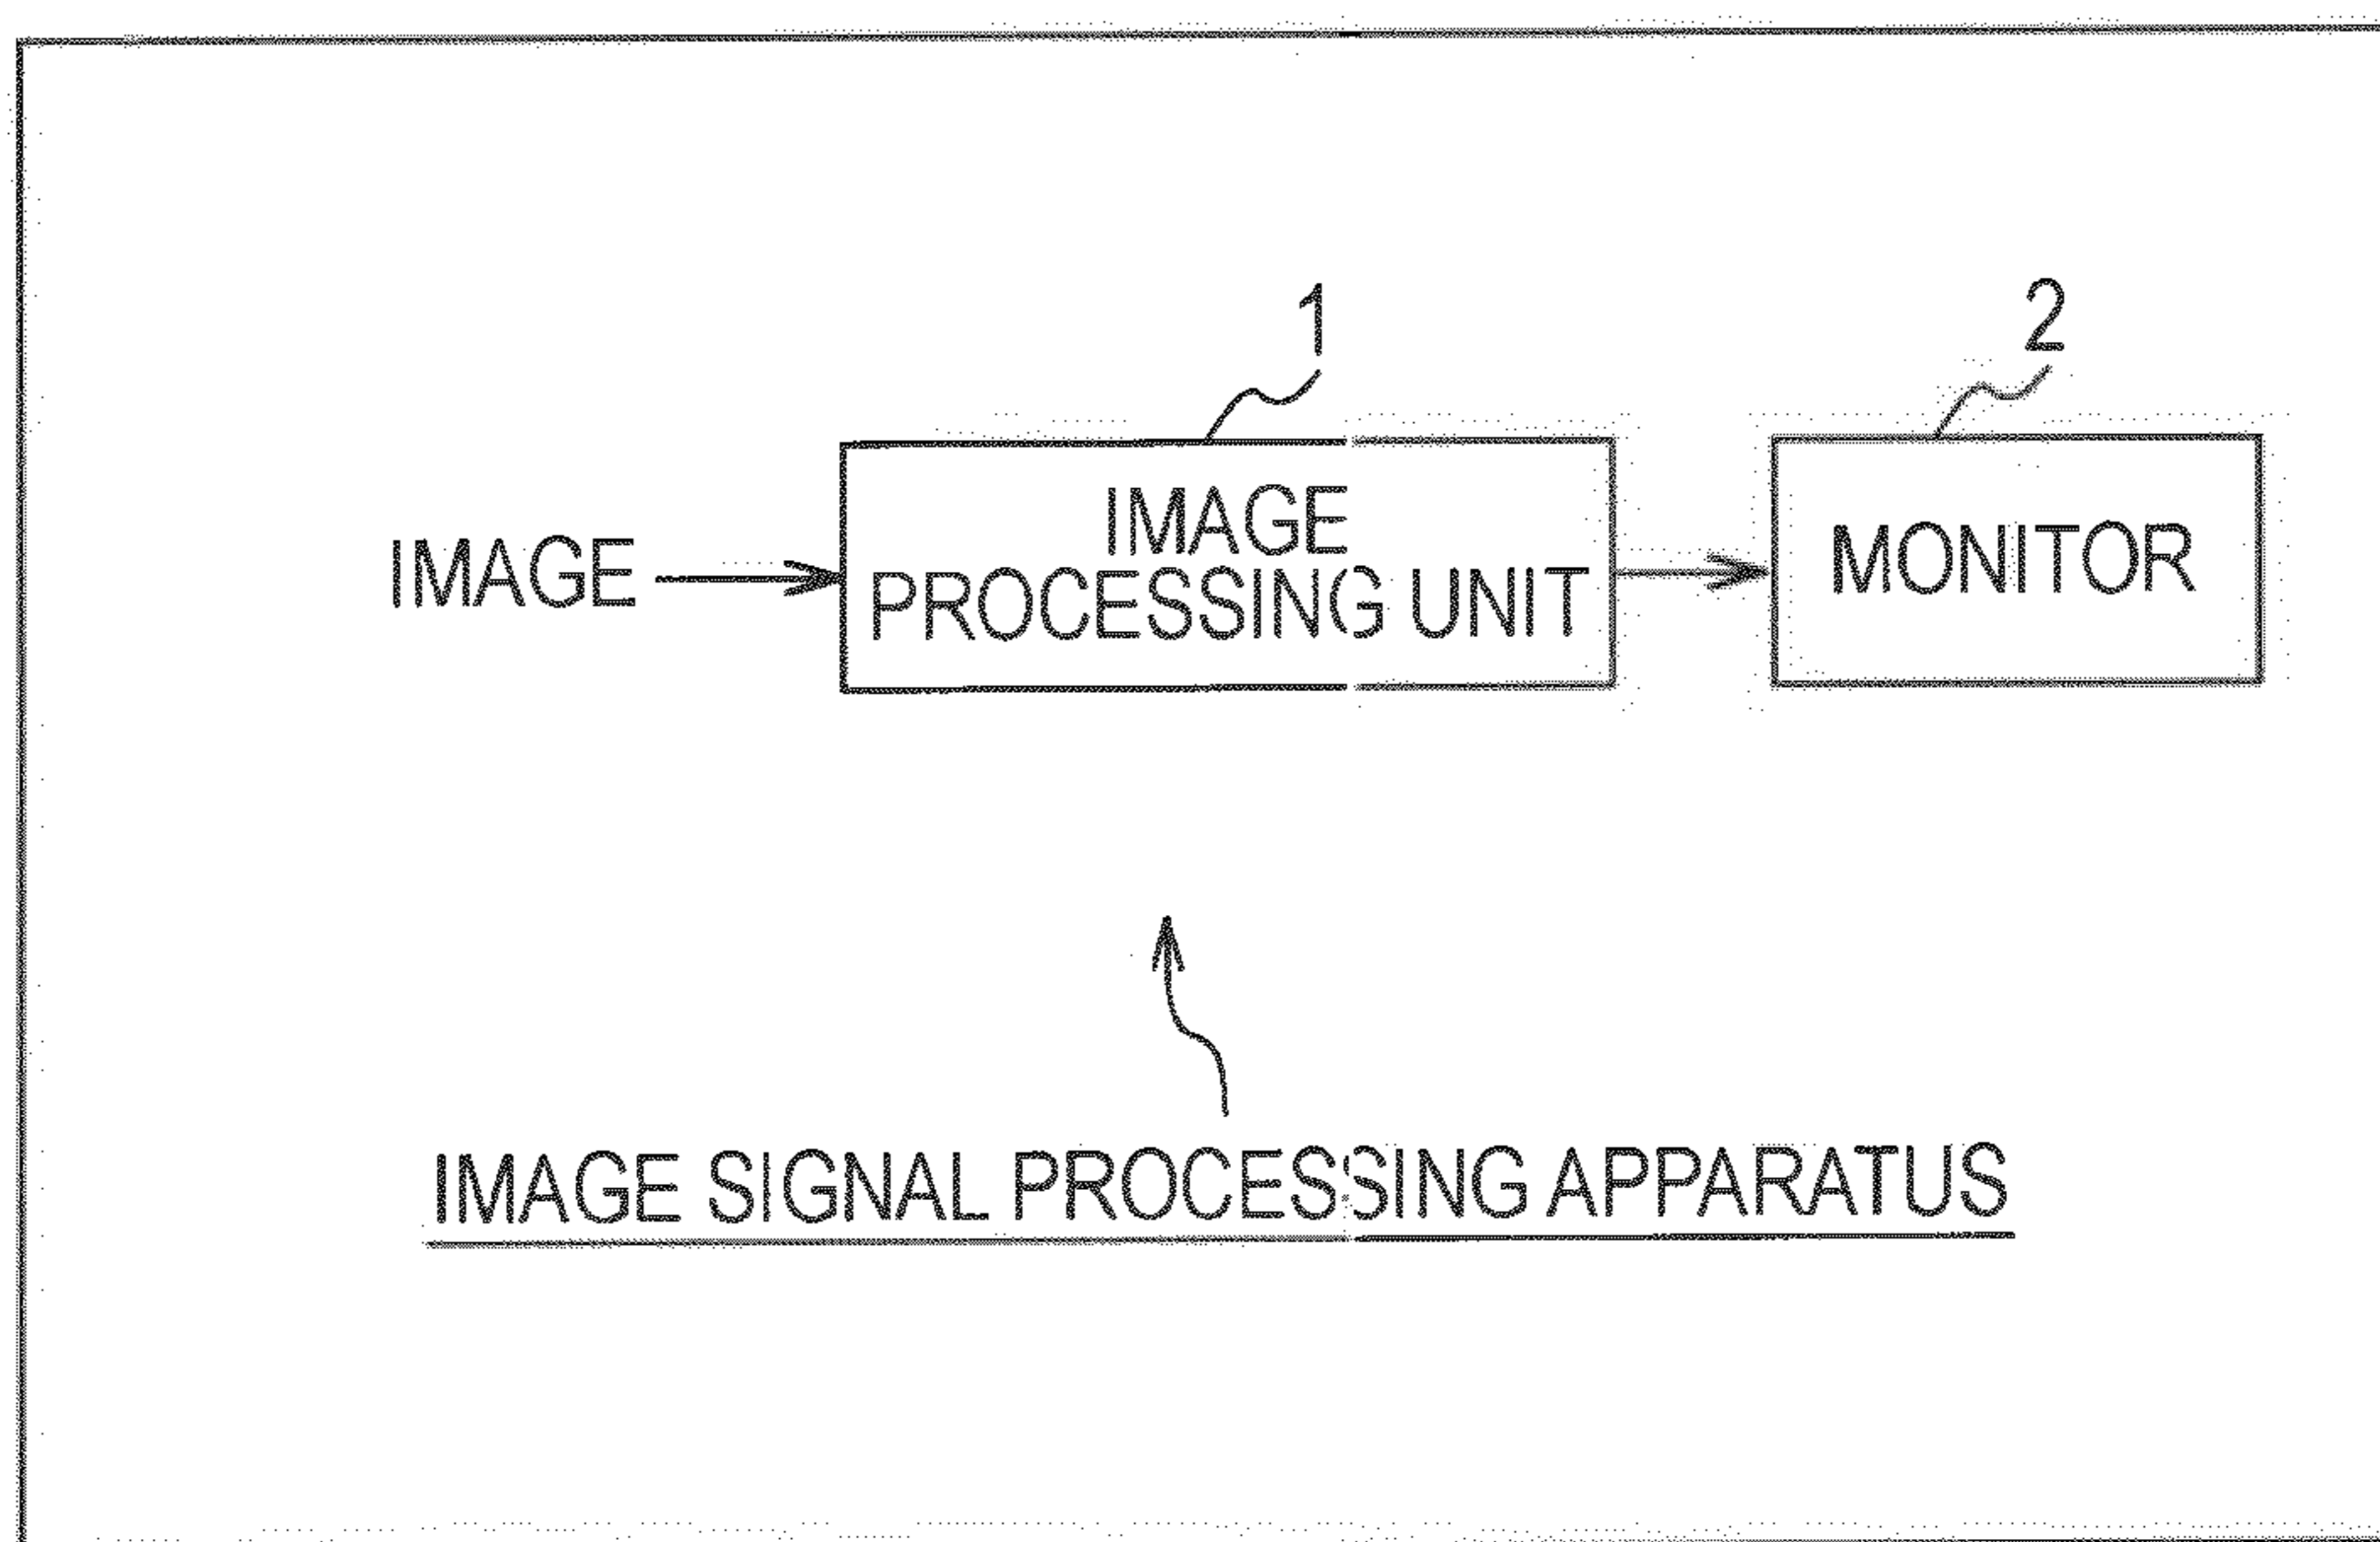 1
2
IMAGE
IMAGE
PROCESSING UNIT
MONITOR
IMAGE SIGNAL PROCESSING APPARATUS